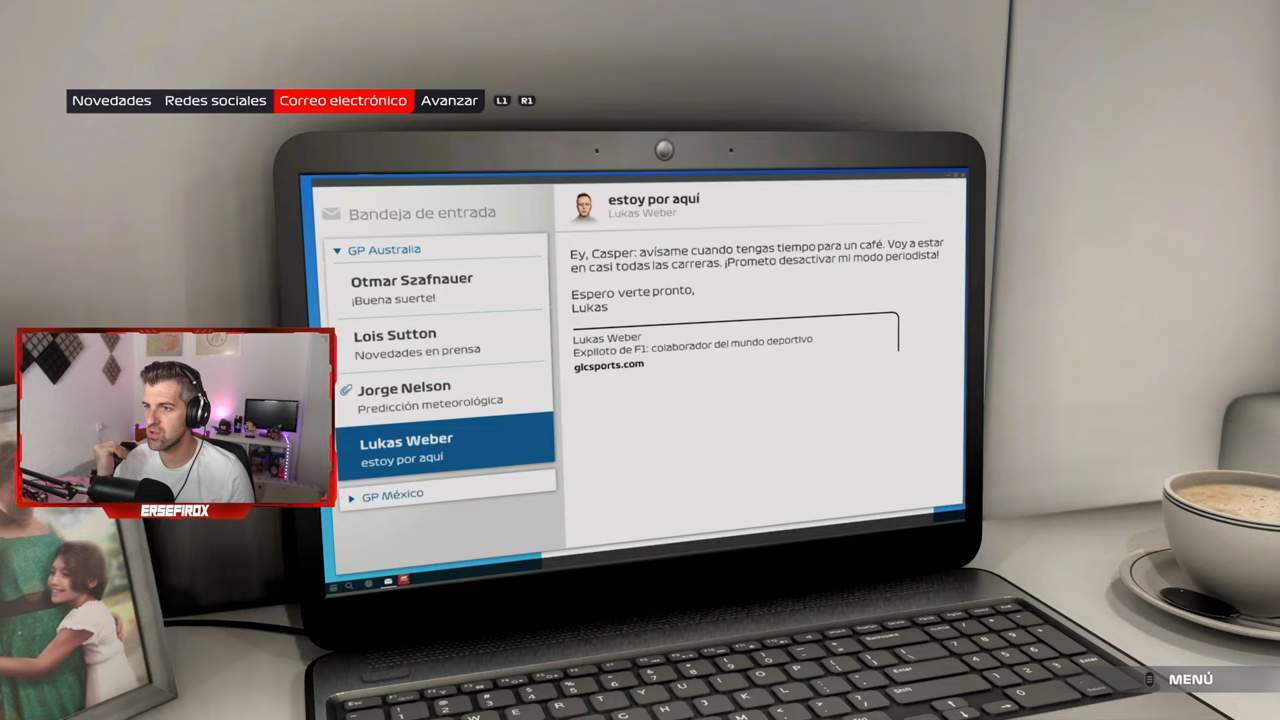 Novedades Redes sociales Correo electrónico Avanzar L1 R1
Bandeja de entrada
GP Australia
Otmar Szafnauer
¡Buena suerte!
Lois Sutton
Novedades en prensa
Jorge Nelson
Predicción meteorológica
Lukas Weber
estoy por aquí
GP México
estoy por aquí
Lukas Weber
Ey, Casper: avísame cuando tengas tiempo para un café. Voy a estar
en casi todas las carreras. ¡Prometo desactivar mi modo periodista!
Espero verte pronto,
Lukas
Lukas Weber
Expiloto de F1: colaborador del mundo deportivo
glcsports.com
ERSEFIROX
MENÚ